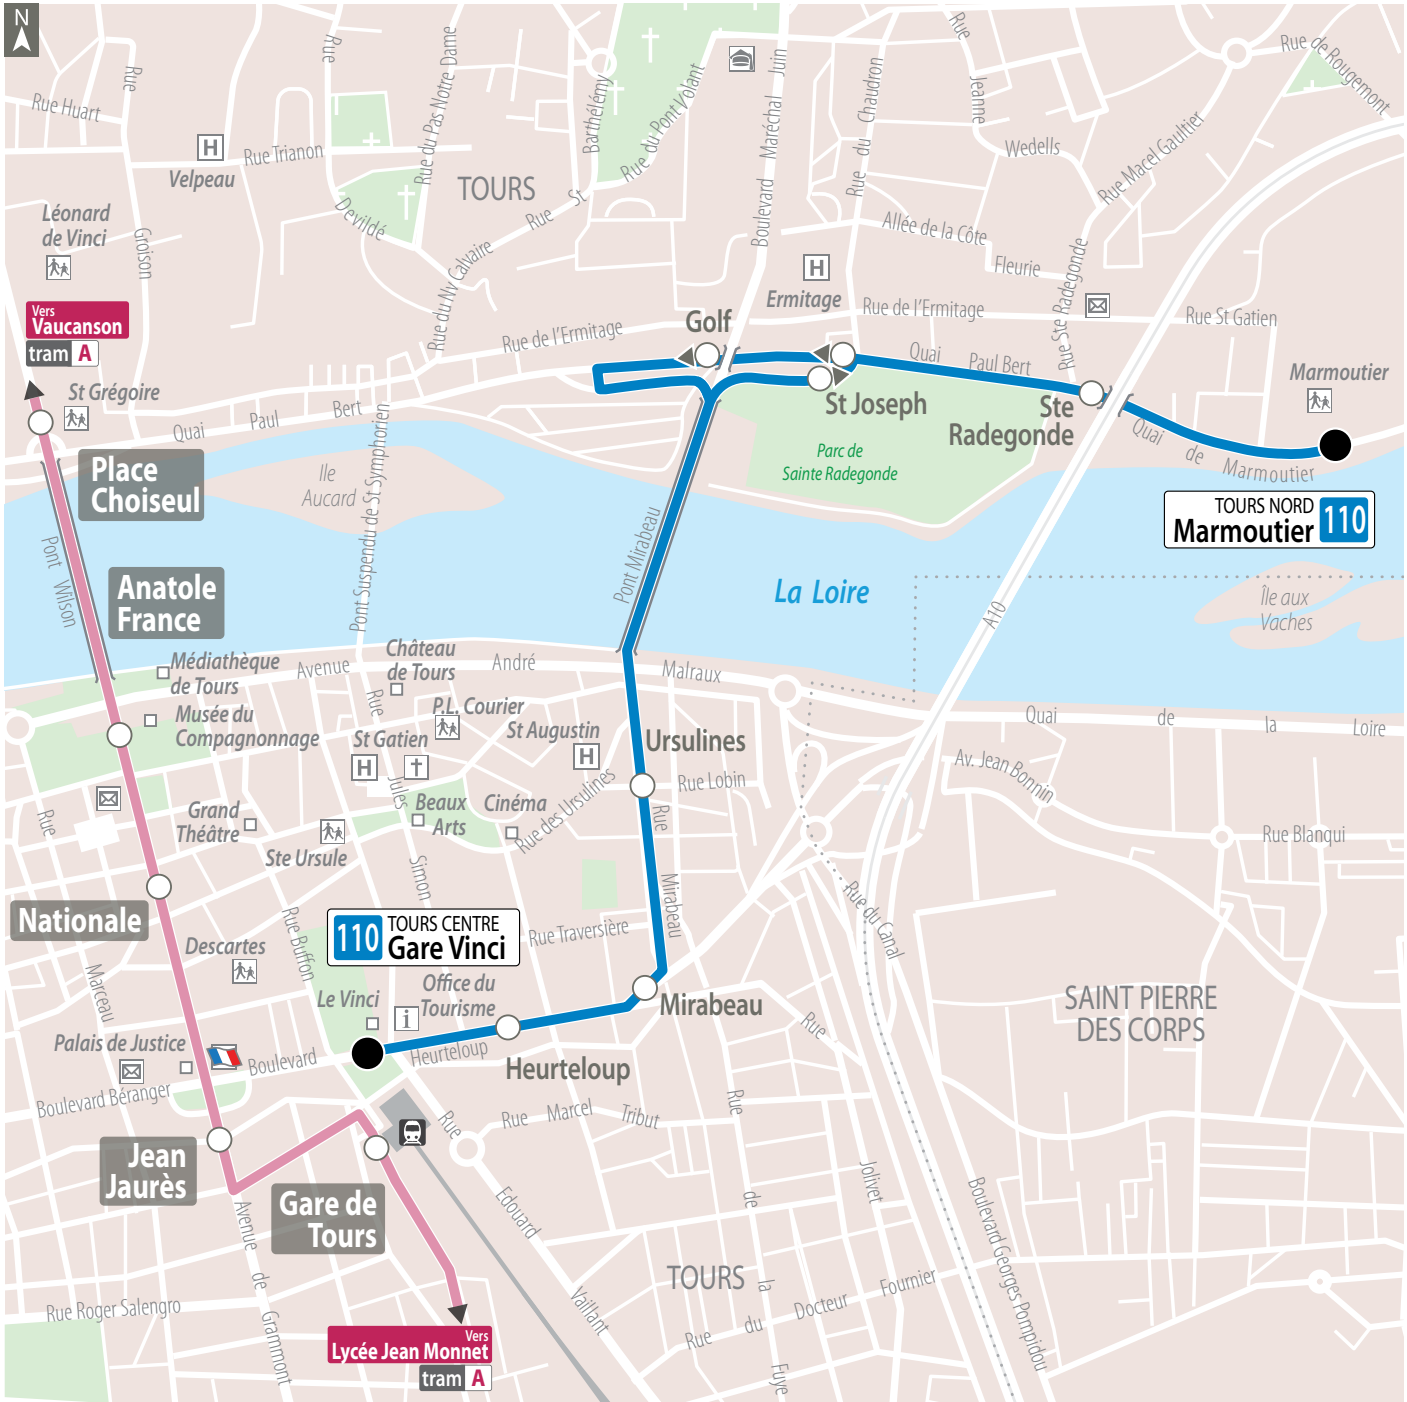 N
Rue
Rue Huart
Rue
Rue du Pas Notre Dame
Barthélémy
Rue du Pont Volant
Boulevard Maréchal Juin
Rue du Chaudron
Rue
Jeanne
Wedells
Rue Macel Gaultier
Rue de Rougemont
H
Velpeau
Rue Trianon
TOURS
Devildé
Rue St
Rue du Nv Calvaire
Léonard
de Vinci
Groison
Allée de la Côte
Fleurie
Rue Ste Radegonde
H
Ermitage
Rue de l'Ermitage
Rue St Gatien
Vers
Vaucanson
tram A
Rue de l'Ermitage
Golf
Quai Paul Bert
Marmoutier
St Grégoire
Quai Paul Bert
St Joseph
Ste
Radegonde
Quai de Marmoutier
Parc de
Sainte Radegonde
Place
Choiseul
Ile
Aucard
TOURS NORD
Marmoutier 110
Pont Wilson
Pont Suspendu de St Symphorien
Pont Mirabeau
La Loire
A10
Île aux
Vaches
Anatole
France
Médiathèque
de Tours
Avenue André Malraux
Château
de Tours
Musée du
Compagnonnage
Rue
Jules
Simon
P.L. Courier
St Gatien
H
St Augustin
H
Ursulines
Quai de la Loire
Av. Jean Bonnin
Rue Lobin
Rue Blanqui
Rue
Grand
Théâtre
Ste Ursule
Beaux
Arts
Cinéma
Rue des Ursulines
Rue
Mirabeau
Rue du Canal
Nationale
Descartes
Rue Buffon
110 TOURS CENTRE
Gare Vinci
Rue Traversière
Marceau
Le Vinci
i
Office du
Tourisme
Mirabeau
SAINT PIERRE
DES CORPS
Palais de Justice
Boulevard
Heurteloup
Heurteloup
Boulevard Béranger
Rue
Rue
Rue Marcel Tribut
Rue
Jean
Jaurès
Gare de
Tours
Edouard
Vaillant
de
la
Fuye
Jolivet
Boulevard Georges Pompidou
Avenue
de
Grammont
TOURS
Rue Roger Salengro
Rue du Docteur Fournier
Vers
Lycée Jean Monnet
tram A